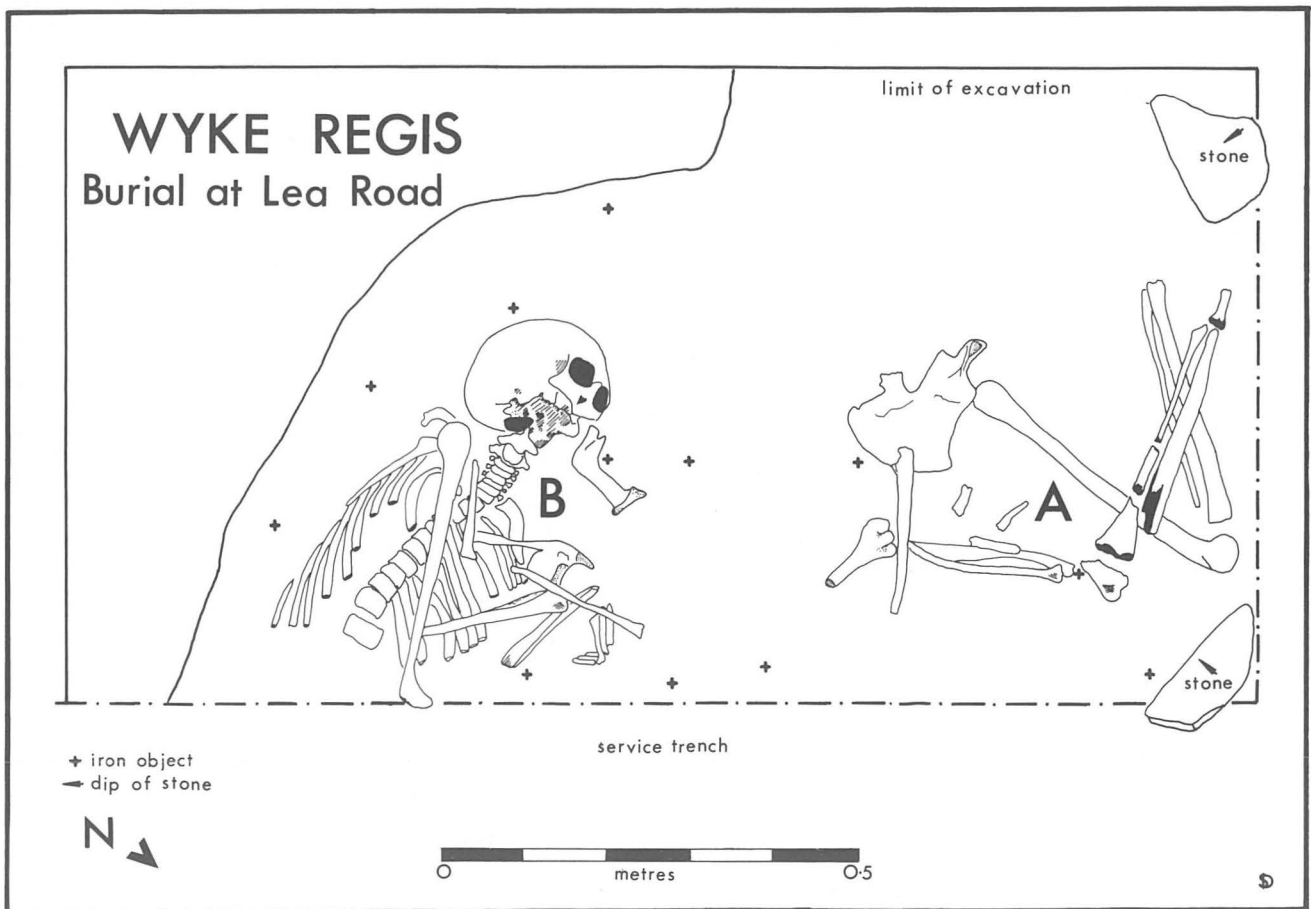 WYKE REGIS
Burial at Lea Road
limit of excavation
stone
B
A
stone
service trench
+ iron object
dip of stone
N
0 0·5
metres